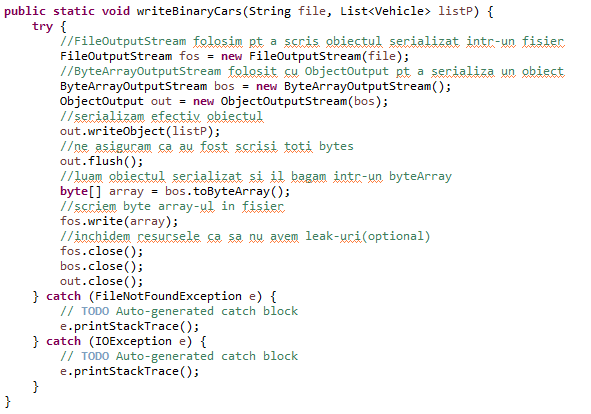 public static void writeBinaryCars(String file, List<Vehicle> listP) {
try {
//FileOutputStream folosim pt a scris obiectul serializat intr-un fisier
FileOutputStream fos = new FileOutputStream(file);
//ByteArrayOutputStream folosit cu ObjectOutput pt a serializa un obiect
ByteArrayOutputStream bos = new ByteArrayOutputStream();
ObjectOutput out = new ObjectOutputStream(bos);
//serializam efectiv obiectul
out.writeObject(listP);
//ne asiguram ca au fost scrisi toti bytes
out.flush();
//luam obiectul serializat si il bagam intr-un byteArray
byte[] array = bos.toByteArray();
//scriem byte array-ul in fisier
fos.write(array);
//inchidem resursele ca sa nu avem leak-uri(optional)
fos.close();
bos.close();
out.close();
} catch (FileNotFoundException e) {
// TODO Auto-generated catch block
e.printStackTrace();
} catch (IOException e) {
// TODO Auto-generated catch block
e.printStackTrace();
}
}